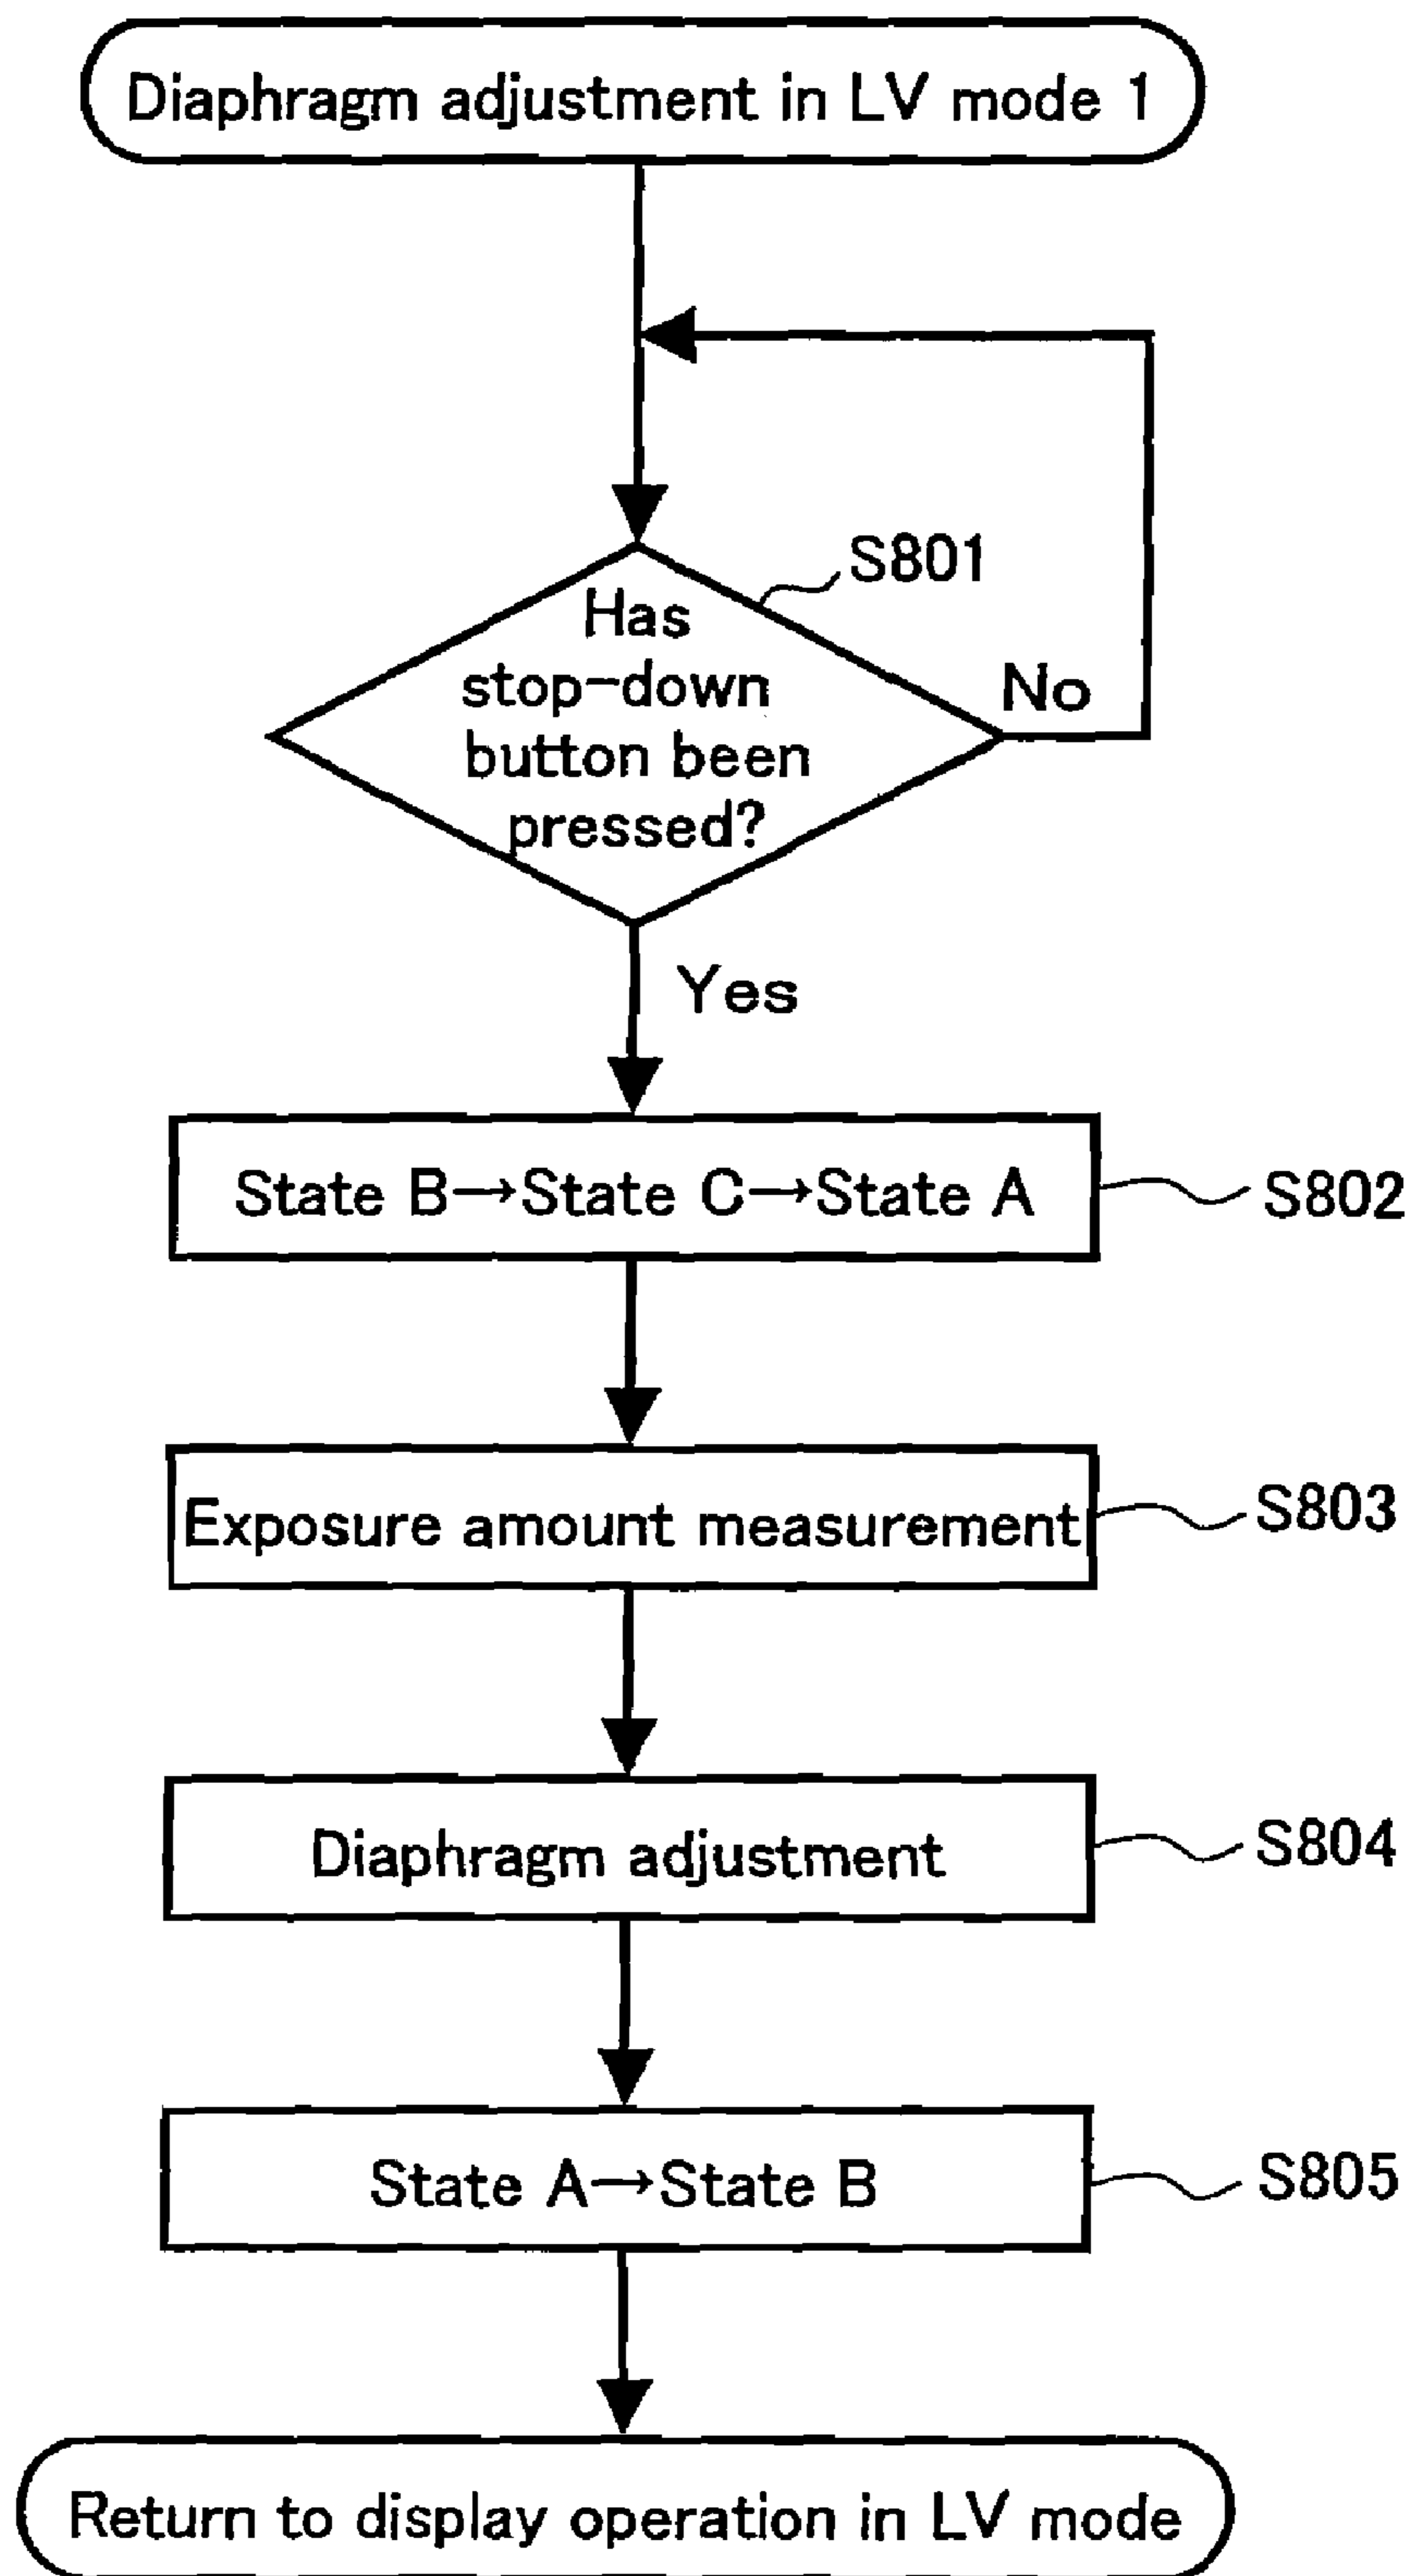 Diaphragm adjustment in LV mode 1
S801
Has
stop-down
button been
pressed?
No
Yes
State B→State C→State A
S802
Exposure amount measurement
S803
Diaphragm adjustment
S804
State A→State B
S805
Return to display operation in LV mode